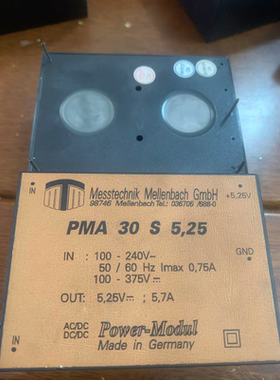 Messtechnik Mellenbach GmbH
98746 Mellenbach Tel.: 036705 /688-0
IN
+5,25V
PMA 30 S 5,25
GND
IN : 100 - 240V~
50 / 60 Hz Imax 0,75A
100 - 375V⎓
OUT: 5,25V⎓ ; 5,7A
IN
AC/DC
DC/DC
Power-Modul
Made in Germany